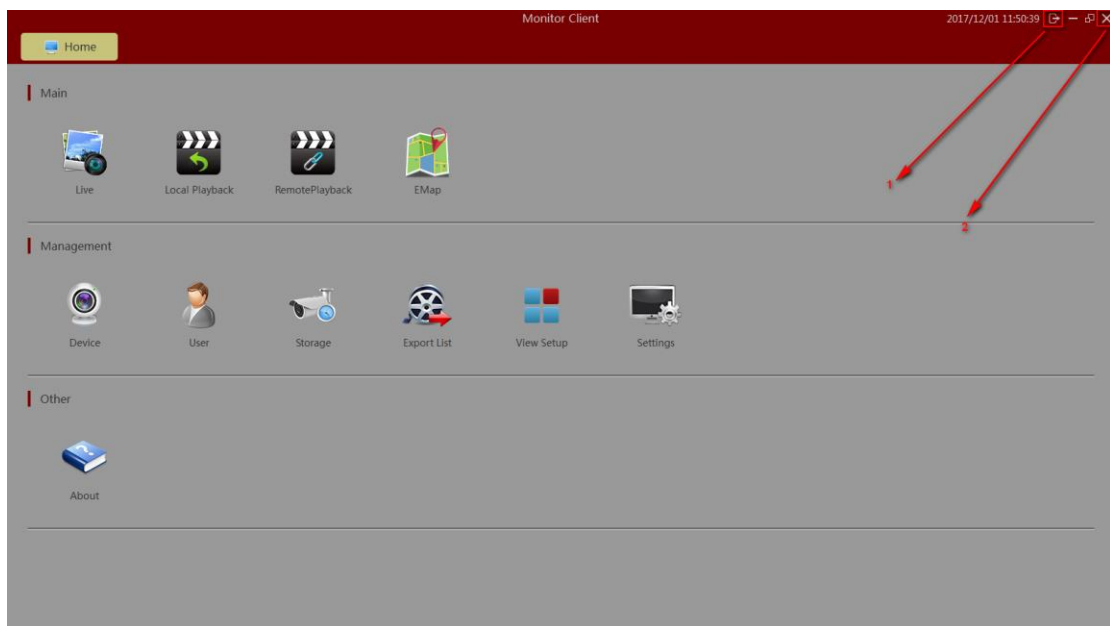 Monitor Client
2017/12/01 11:50:39
Home
Main
Live
Local Playback
RemotePlayback
EMap
1
2
Management
Device
User
Storage
Export List
View Setup
Settings
Other
About